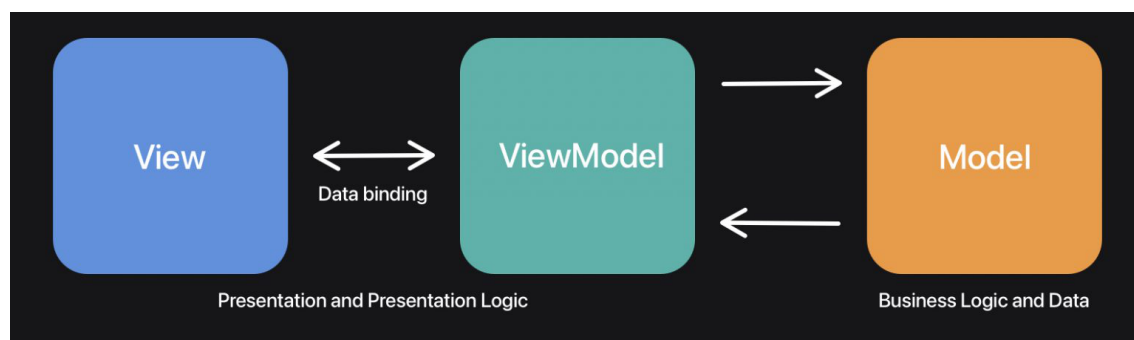 View
Data binding
ViewModel
Model
Presentation and Presentation Logic
Business Logic and Data